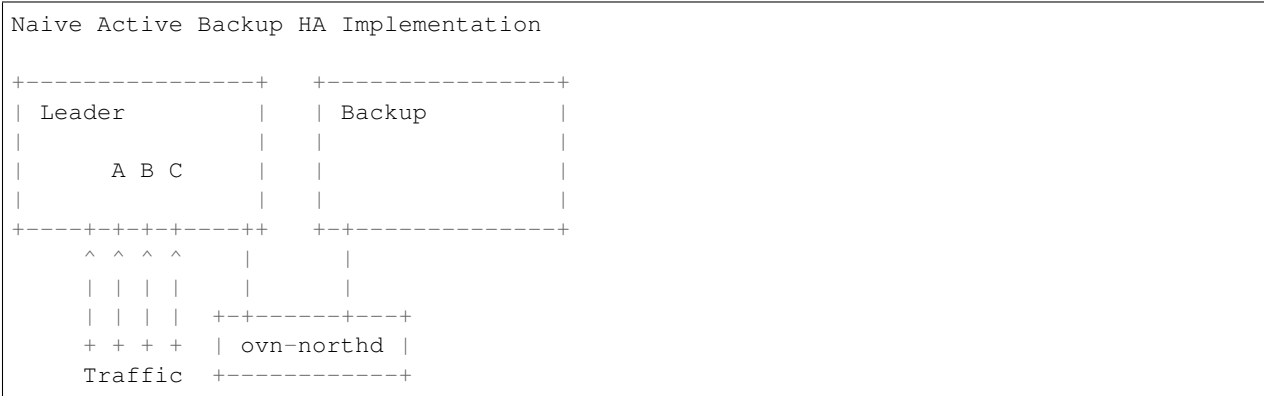 Naive Active Backup HA Implementation

+----------------+   +----------------+
| Leader         |   | Backup         |
|                |   |                |
|      A B C     |   |                |
|                |   |                |
+----+-+-+-+----++   +-+--------------+
     ^ ^ ^ ^    |      |
     | | | |    |      |
     | | | |  +-+------+---+
     + + + +  | ovn-northd |
     Traffic  +------------+